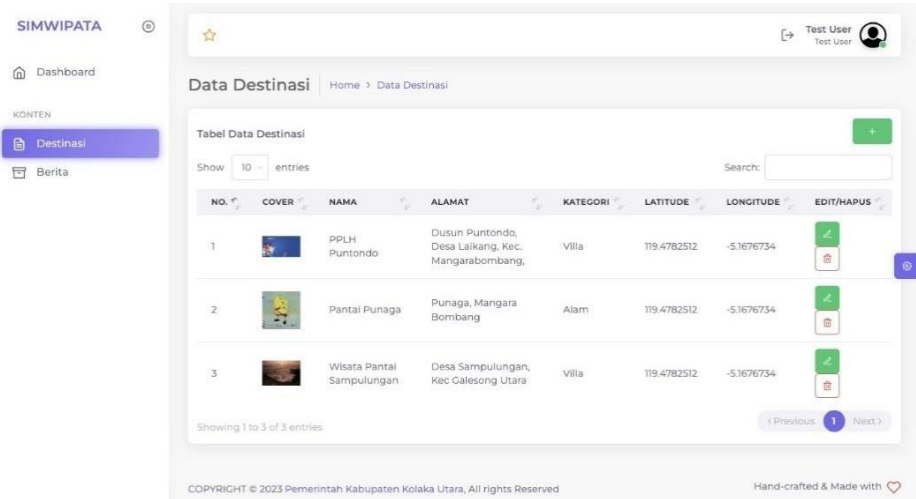 SIMWIPATA
Test User
Test User
Dashboard
KONTEN
Destinasi
Berita
Data Destinasi Home > Data Destinasi
Tabel Data Destinasi
+
Show 10 entries Search:
NO. COVER NAMA ALAMAT KATEGORI LATITUDE LONGITUDE EDIT/HAPUS
1 PPLH Puntondo Dusun Puntondo, Desa Laikang, Kec. Mangarabombang, Villa 119.4782512 -5.1676734
2 Pantai Punaga Punaga, Mangara Bombang Alam 119.4782512 -5.1676734
3 Wisata Pantai Sampulungan Desa Sampulungan, Kec Galesong Utara Villa 119.4782512 -5.1676734
Showing 1 to 3 of 3 entries
< Previous 1 Next >
COPYRIGHT © 2023 Pemerintah Kabupaten Kolaka Utara, All rights Reserved
Hand-crafted & Made with